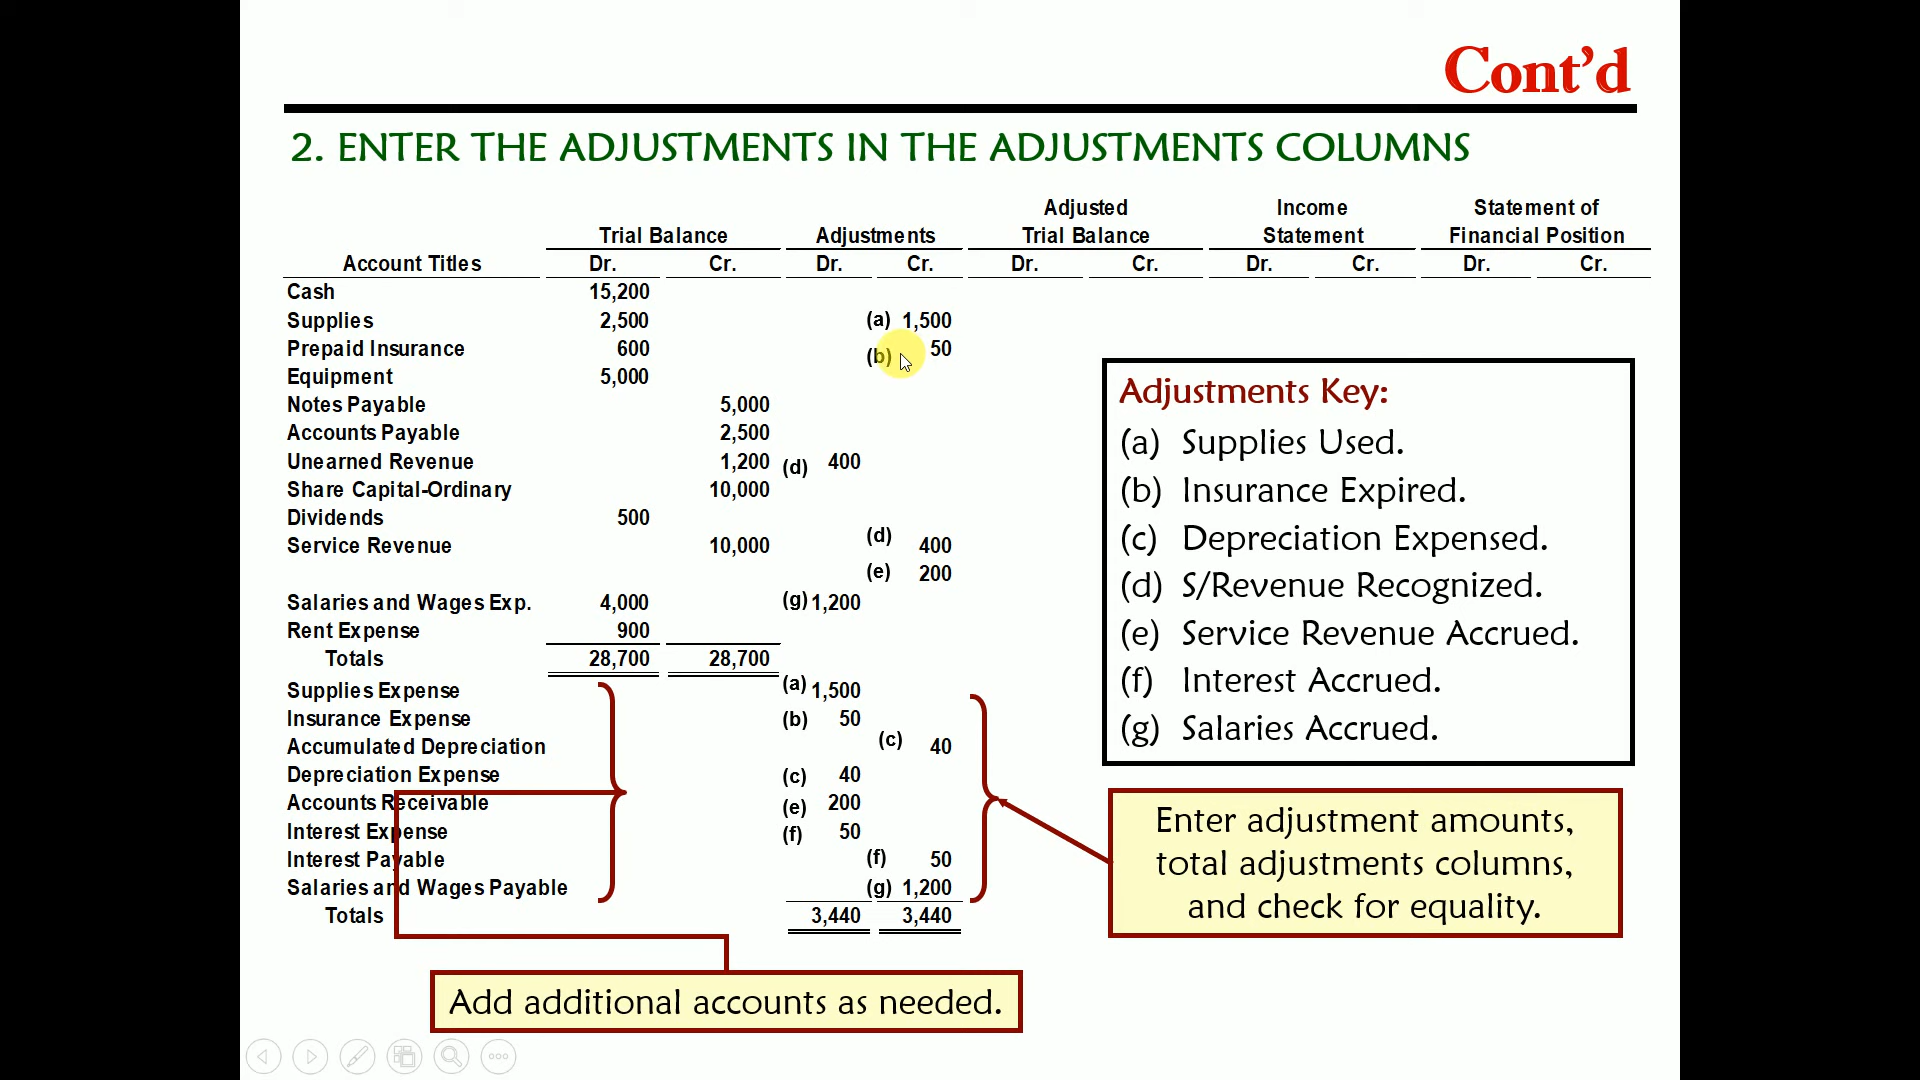 Cont’d
2. ENTER THE ADJUSTMENTS IN THE ADJUSTMENTS COLUMNS
Adjusted Income Statement of
Trial Balance Adjustments Trial Balance Statement Financial Position
Account Titles Dr. Cr. Dr. Cr. Dr. Cr. Dr. Cr. Dr. Cr.
Cash 15,200
Supplies 2,500 (a) 1,500
Prepaid Insurance 600 (b) 50
Equipment 5,000
Notes Payable 5,000
Accounts Payable 2,500
Unearned Revenue 1,200 (d) 400
Share Capital-Ordinary 10,000
Dividends 500
Service Revenue 10,000 (d) 400
(e) 200
Salaries and Wages Exp. 4,000 (g) 1,200
Rent Expense 900
Totals 28,700 28,700
Supplies Expense (a) 1,500
Insurance Expense (b) 50
Accumulated Depreciation (c) 40
Depreciation Expense (c) 40
Accounts Receivable (e) 200
Interest Expense (f) 50
Interest Payable (f) 50
Salaries and Wages Payable (g) 1,200
Totals 3,440 3,440
Adjustments Key:
(a) Supplies Used.
(b) Insurance Expired.
(c) Depreciation Expensed.
(d) S/Revenue Recognized.
(e) Service Revenue Accrued.
(f) Interest Accrued.
(g) Salaries Accrued.
Enter adjustment amounts,
total adjustments columns,
and check for equality.
Add additional accounts as needed.